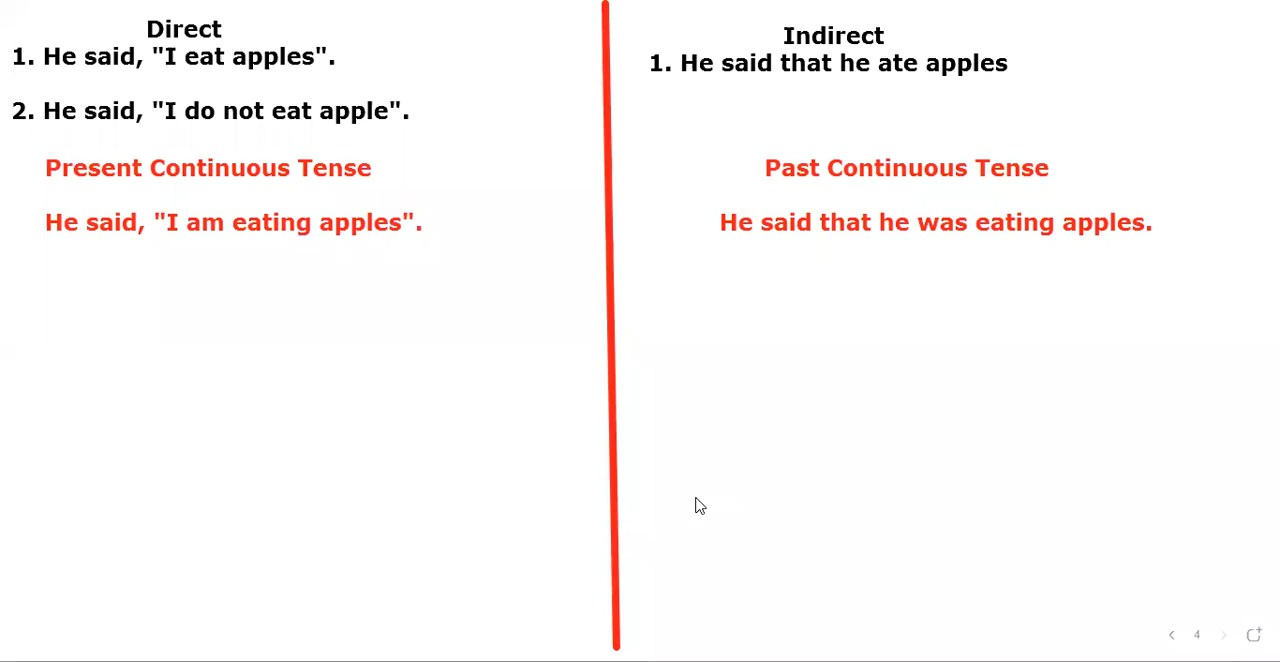 Direct
1. He said, "I eat apples".
2. He said, "I do not eat apple".
Present Continuous Tense
He said, "I am eating apples".
Indirect
1. He said that he ate apples
Past Continuous Tense
He said that he was eating apples.
4